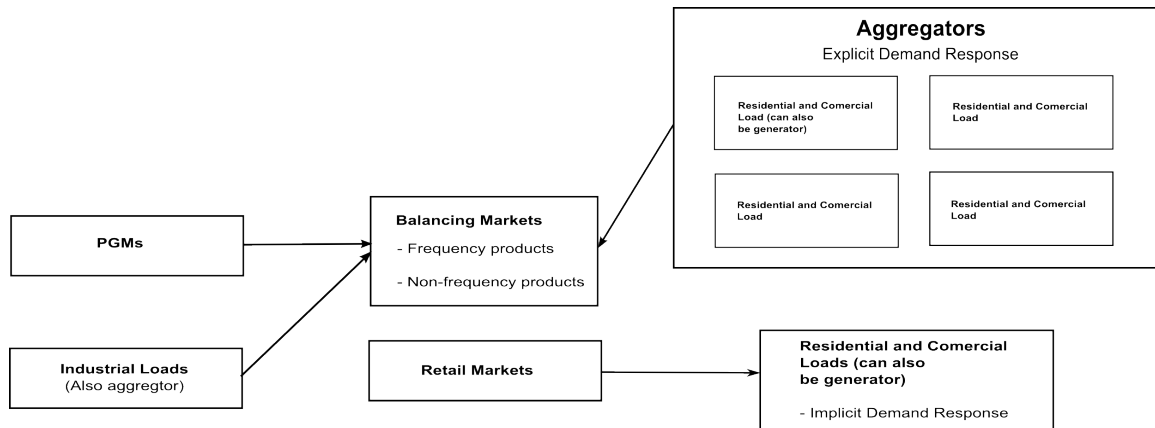 Aggregators
Explicit Demand Response
Residential and Comercial
Load (can also
be generator)
Residential and Comercial
Load
Residential and Comercial
Load
Residential and Comercial
Load
PGMs
Balancing Markets
- Frequency products
- Non-frequency products
Industrial Loads
(Also aggregtor)
Retail Markets
Residential and Comercial
Loads (can also
be generator)
- Implicit Demand Response